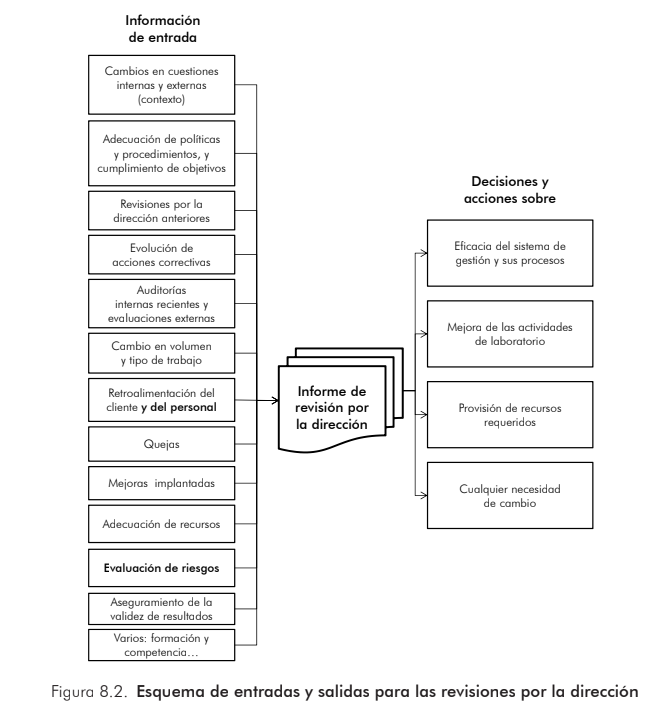 Información
de entrada
Cambios en cuestiones
internas y externas
(contexto)
Adecuación de políticas
y procedimientos, y
cumplimiento de objetivos
Revisiones por la
dirección anteriores
Evolución de
acciones correctivas
Auditorías
internas recientes y
evaluaciones externas
Cambio en volumen
y tipo de trabajo
Retroalimentación del
cliente y del personal
Quejas
Mejoras implantadas
Adecuación de recursos
Evaluación de riesgos
Aseguramiento de la
validez de resultados
Varios: formación y
competencia...
Informe de
revisión por
la dirección
Decisiones y
acciones sobre
Eficacia del sistema de
gestión y sus procesos
Mejora de las actividades
de laboratorio
Provisión de recursos
requeridos
Cualquier necesidad
de cambio
Figura 8.2. Esquema de entradas y salidas para las revisiones por la dirección